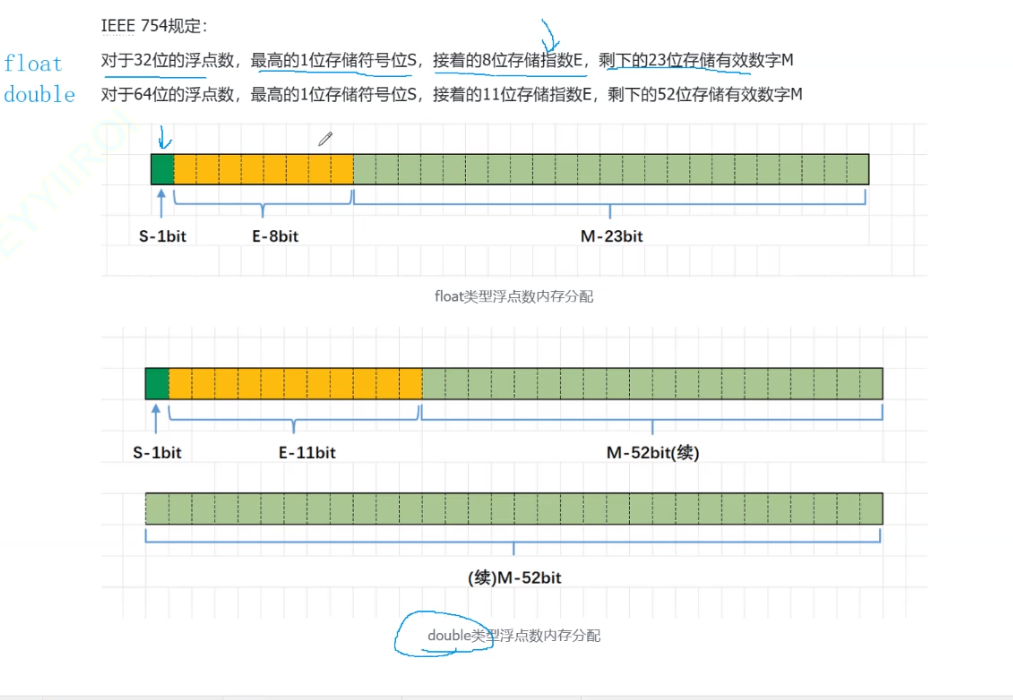 IEEE 754规定：
float 对于32位的浮点数，最高的1位存储符号位S，接着的8位存储指数E，剩下的23位存储有效数字M
double 对于64位的浮点数，最高的1位存储符号位S，接着的11位存储指数E，剩下的52位存储有效数字M
S-1bit E-8bit M-23bit
float类型浮点数内存分配
S-1bit E-11bit M-52bit(续)
(续)M-52bit
double类型浮点数内存分配